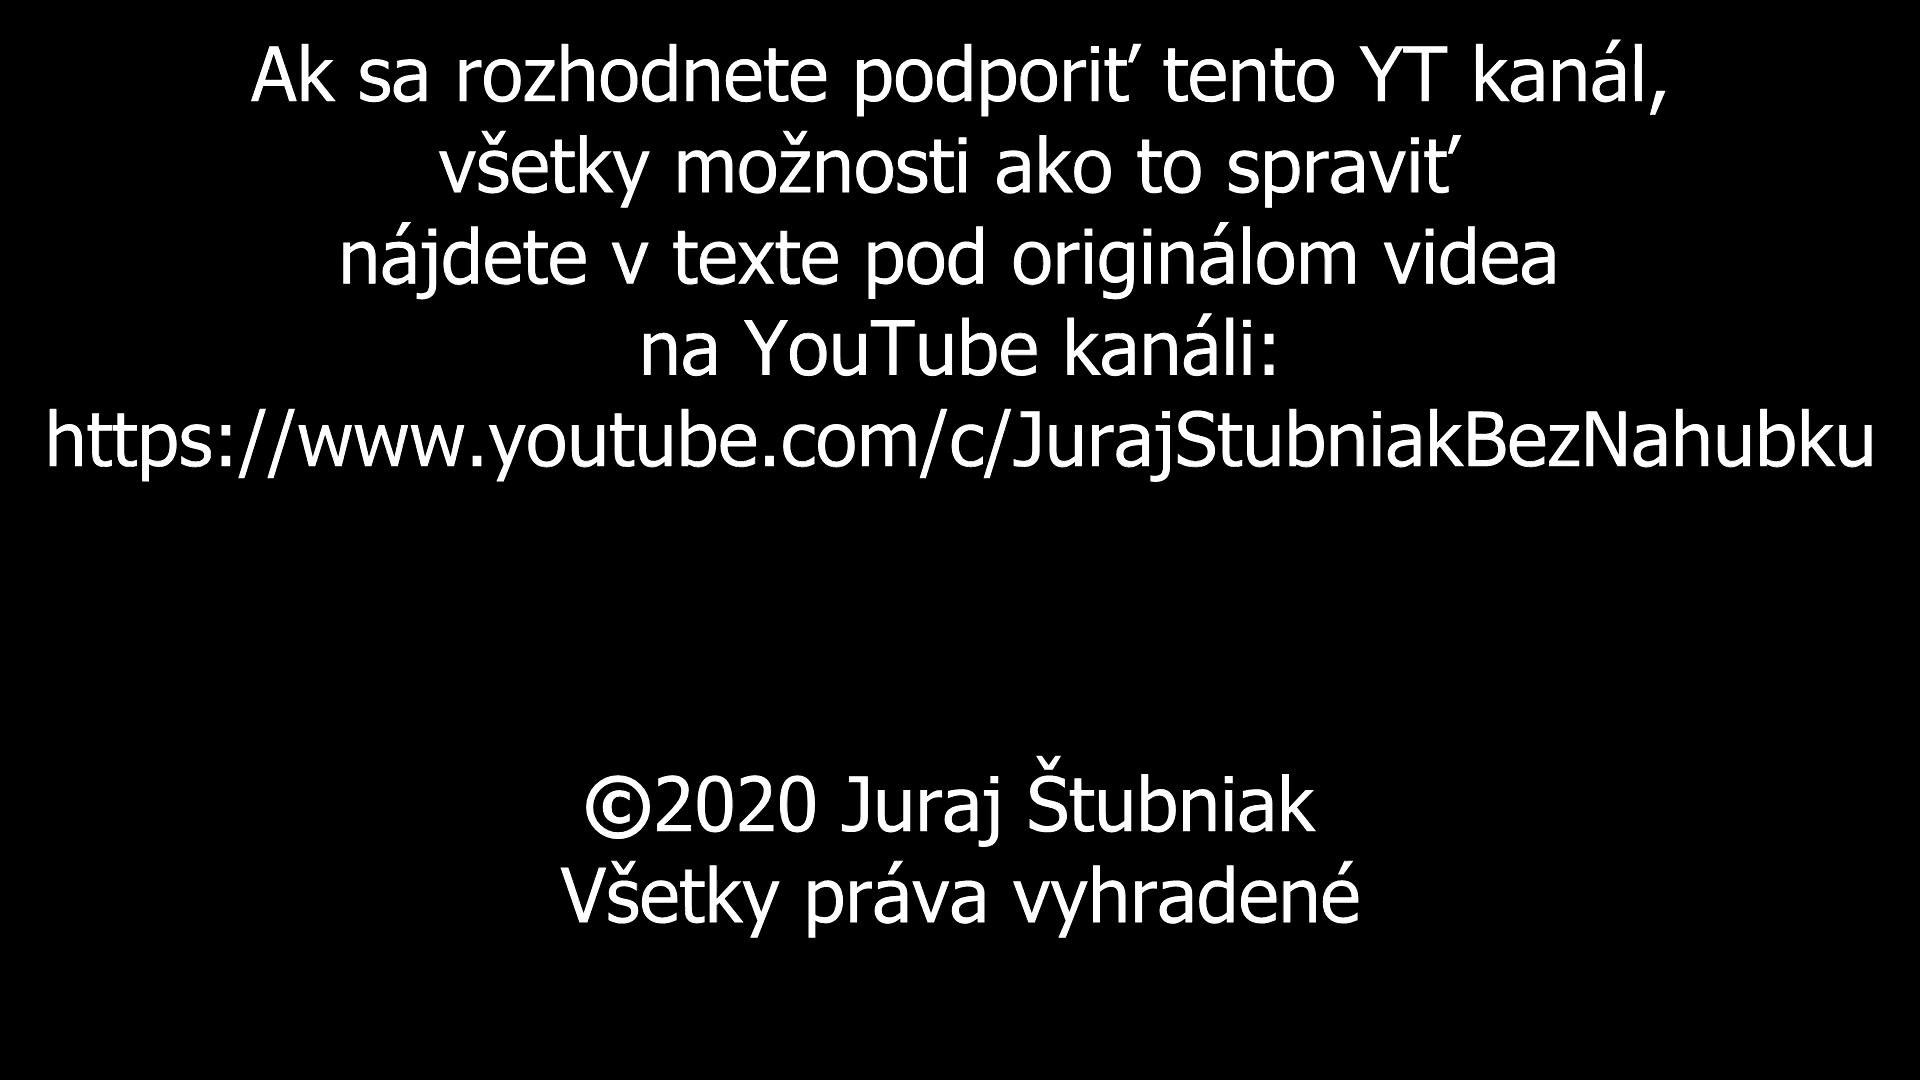 Ak sa rozhodnete podporiť tento YT kanál,
všetky možnosti ako to spraviť
nájdete v texte pod originálom videa
na YouTube kanáli:
https://www.youtube.com/c/JurajStubniakBezNahubku
©2020 Juraj Štubniak
Všetky práva vyhradené